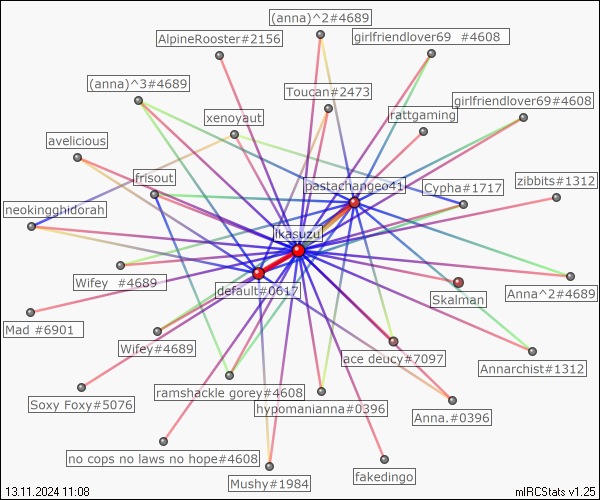 (anna)^2#4689
AlpineRooster#2156
girlfriendlover69 #4608
(anna)^3#4689
Toucan#2473
girlfriendlover69#4608
xenoyaut
rattgaming
avelicious
frisout
pastachangeo41
Cypha#1717
zibbits#1312
neokingghidorah
ikasuzu
Wifey #4689
default#0617
Skalman
Anna^2#4689
Mad #6901
Wifey#4689
ace deucy#7097
Annarchist#1312
Soxy Foxy#5076
ramshackle gorey#4608
hypomanianna#0396
Anna.#0396
no cops no laws no hope#4608
Mushy#1984
fakedingo
13.11.2024 11:08
mIRCStats v1.25